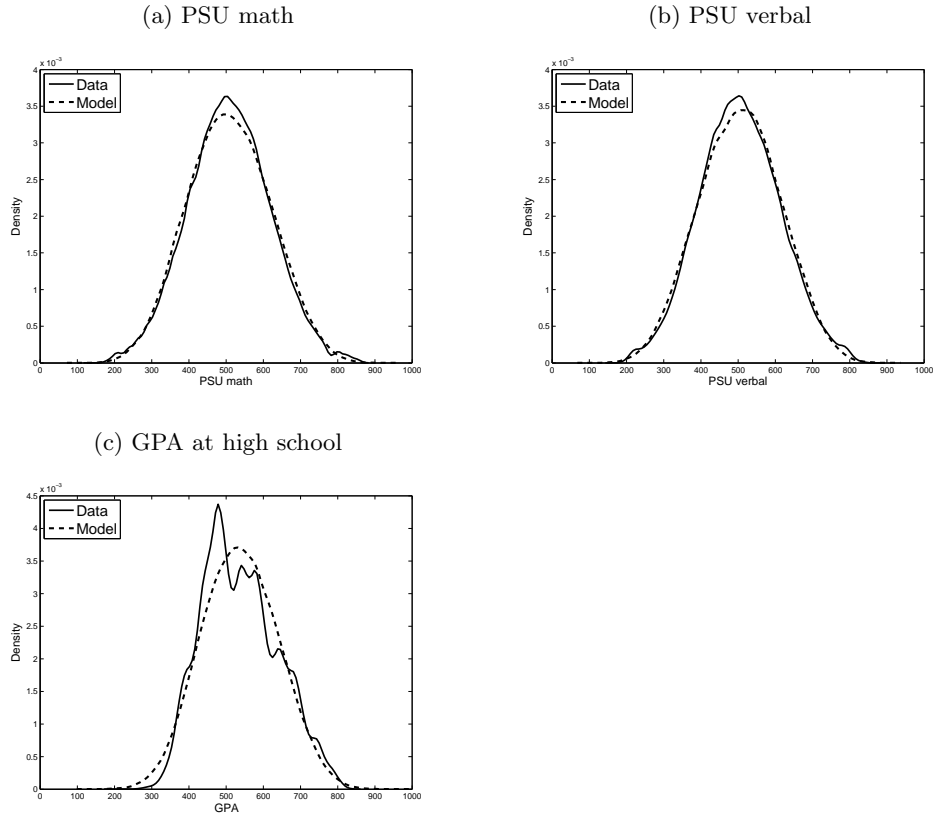 (a) PSU math
(b) PSU verbal
x 10⁻³
4
3.5
3
2.5
2
1.5
1
0.5
0
Density
Data
Model
0 100 200 300 400 500 600 700 800 900 1000
PSU math
x 10⁻³
4
3.5
3
2.5
2
1.5
1
0.5
0
Density
Data
Model
0 100 200 300 400 500 600 700 800 900 1000
PSU verbal
(c) GPA at high school
x 10⁻³
4.5
4
3.5
3
2.5
2
1.5
1
0.5
0
Density
Data
Model
0 100 200 300 400 500 600 700 800 900 1000
GPA